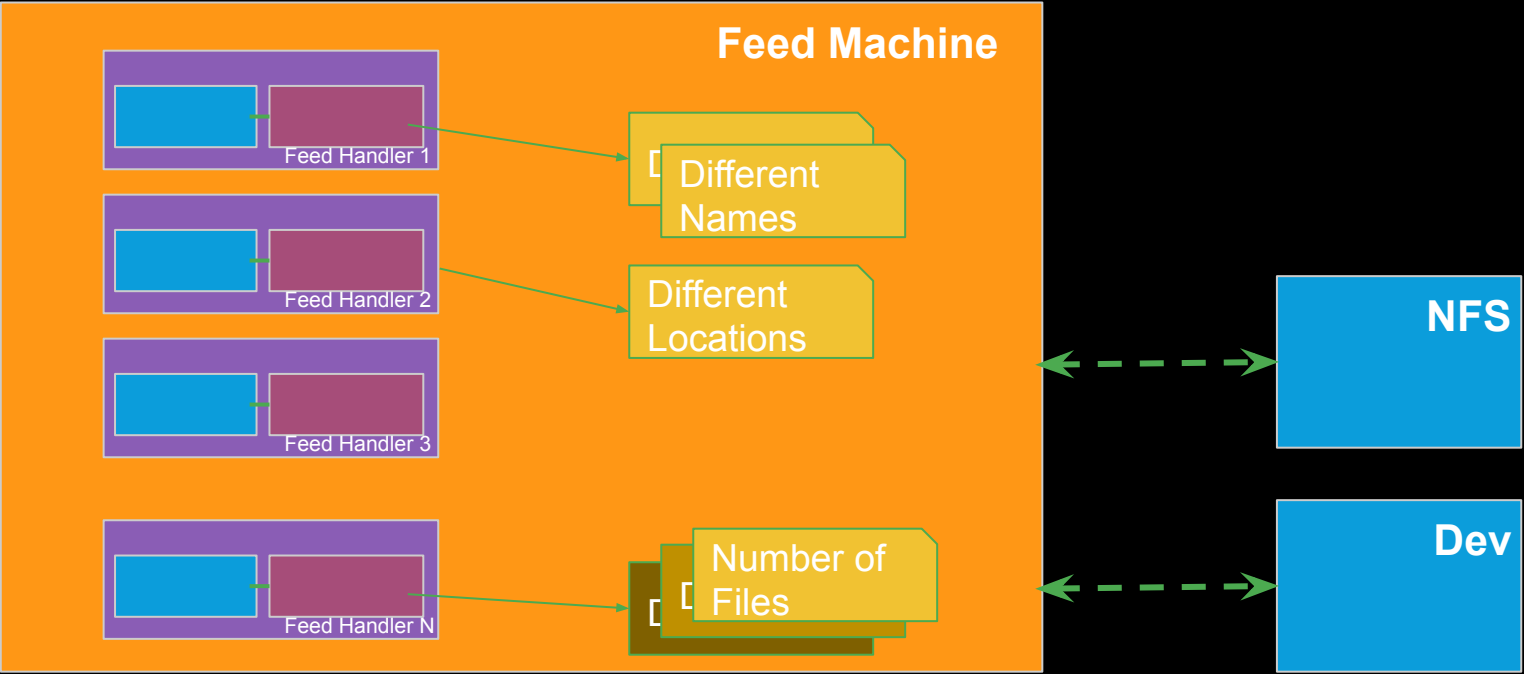 Feed Machine
Feed Handler 1
D
Different
Names
Feed Handler 2
Different
Locations
Feed Handler 3
Feed Handler N
D
D
Number of
Files
NFS
Dev